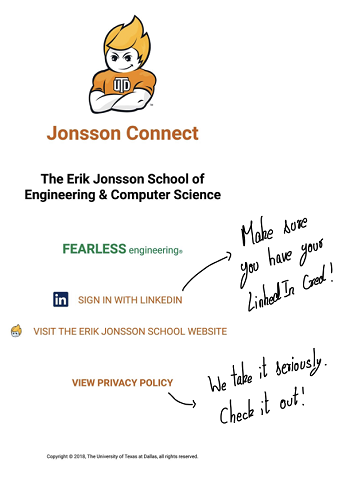 UTD
Jonsson Connect
The Erik Jonsson School of
Engineering & Computer Science
FEARLESS engineering®
Make sure
you have your
LinkedIn Cred!
in SIGN IN WITH LINKEDIN
VISIT THE ERIK JONSSON SCHOOL WEBSITE
VIEW PRIVACY POLICY
We take it seriously.
Check it out!
Copyright © 2018, The University of Texas at Dallas, all rights reserved.